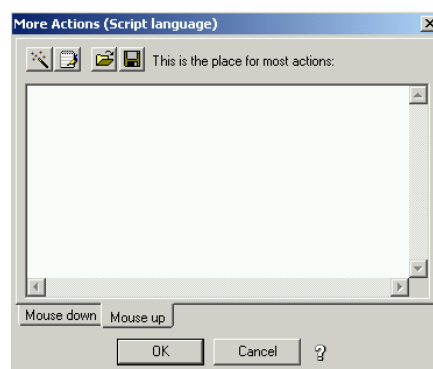 More Actions (Script language)
This is the place for most actions:
Mouse down Mouse up
OK Cancel